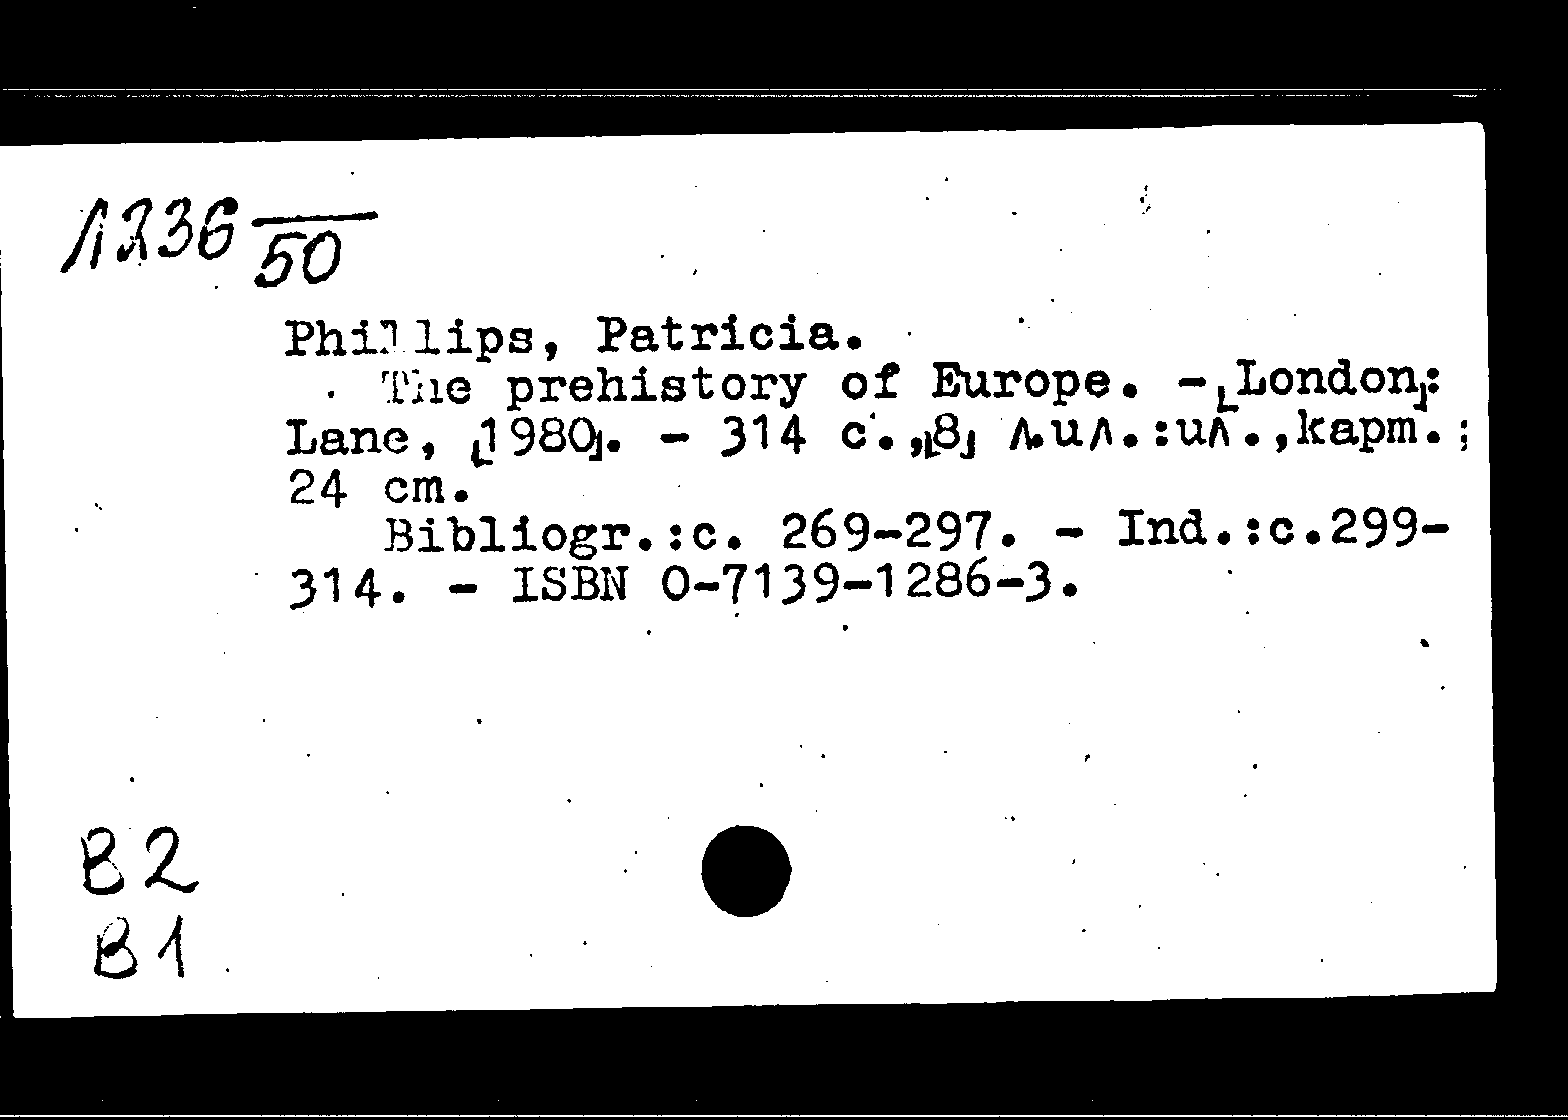 Л236 50
Phillips, Patricia.
The prehistory of Europe. -[London]:
Lane, [1980]. - 314 с.,[8] л.ил.:ил.,карт.;
24 cm.
Bibliogr.:с. 269-297. - Ind.:с.299-
314. - ISBN 0-7139-1286-3.
B2
B1